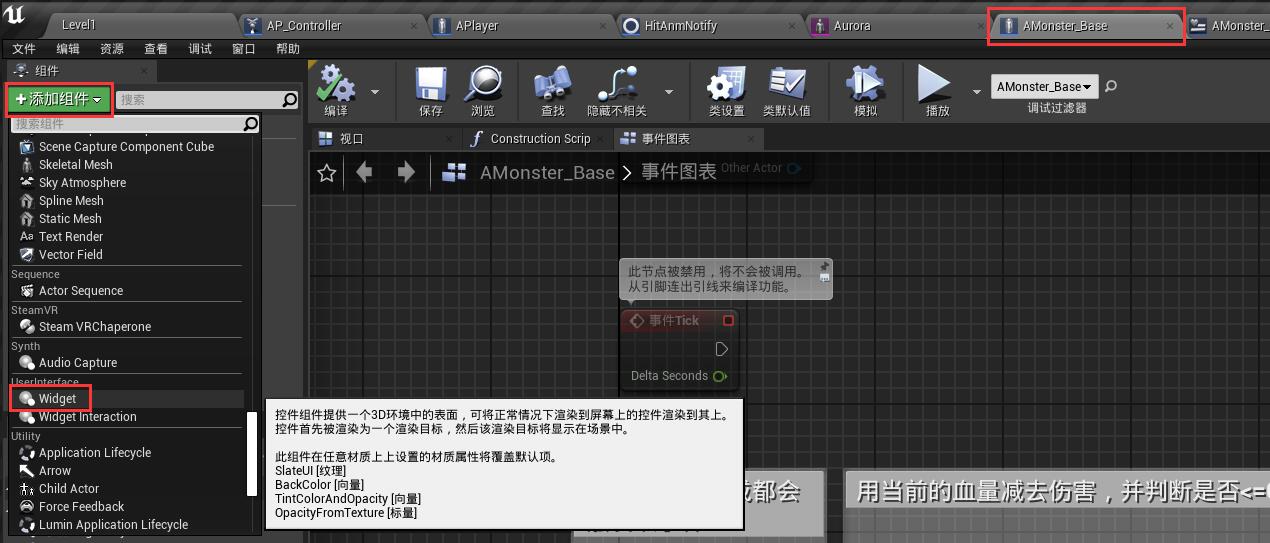 Level1
AP_Controller
APlayer
HitAnmNotify
Aurora
AMonster_Base
AMonster_
文件 编辑 资源 查看 调试 窗口 帮助
组件
+添加组件
搜索
搜索组件
Scene Capture Component Cube
Skeletal Mesh
Sky Atmosphere
Spline Mesh
Static Mesh
Aa Text Render
Vector Field
Sequence
Actor Sequence
SteamVR
Steam VRChaperone
Synth
Audio Capture
UserInterface
Widget
Widget Interaction
Utility
Application Lifecycle
Arrow
Child Actor
Force Feedback
Lumin Application Lifecycle
编译
保存
浏览
查找
隐藏不相关
类设置
类默认值
模拟
播放
AMonster_Base
调试过滤器
视口
Construction Scrip
事件图表
AMonster_Base > 事件图表
Other Actor
此节点被禁用，将不会被调用。
从引脚连出引线来编译功能。
事件Tick
Delta Seconds
控件组件提供一个3D环境中的表面，可将正常情况下渲染到屏幕上的控件渲染到其上。
控件首先被渲染为一个渲染目标，然后该渲染目标将显示在场景中。
此组件在任意材质上上设置的材质属性将覆盖默认项。
SlateUI [纹理]
BackColor [向量]
TintColorAndOpacity [向量]
OpacityFromTexture [标量]
都会
用当前的血量减去伤害，并判断是否<=